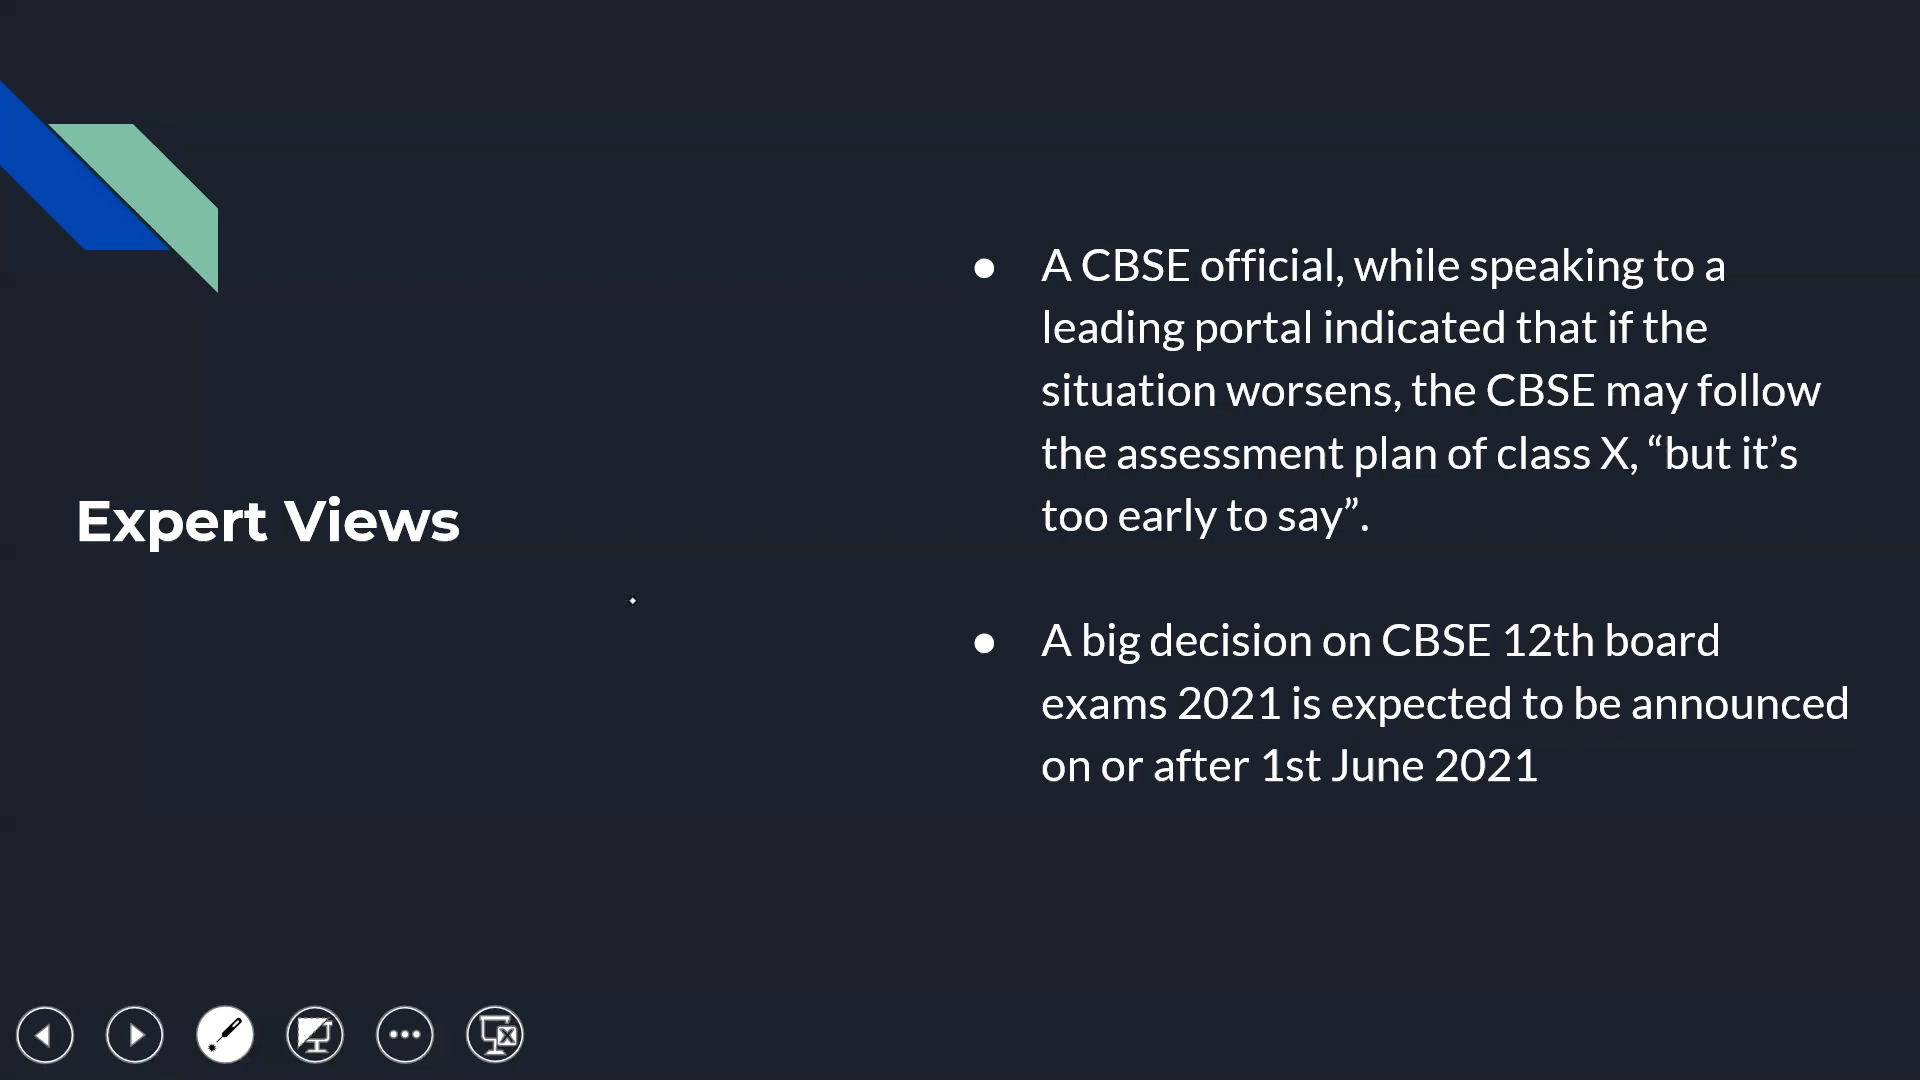 Expert Views
● A CBSE official, while speaking to a
leading portal indicated that if the
situation worsens, the CBSE may follow
the assessment plan of class X, “but it’s
too early to say”.
● A big decision on CBSE 12th board
exams 2021 is expected to be announced
on or after 1st June 2021